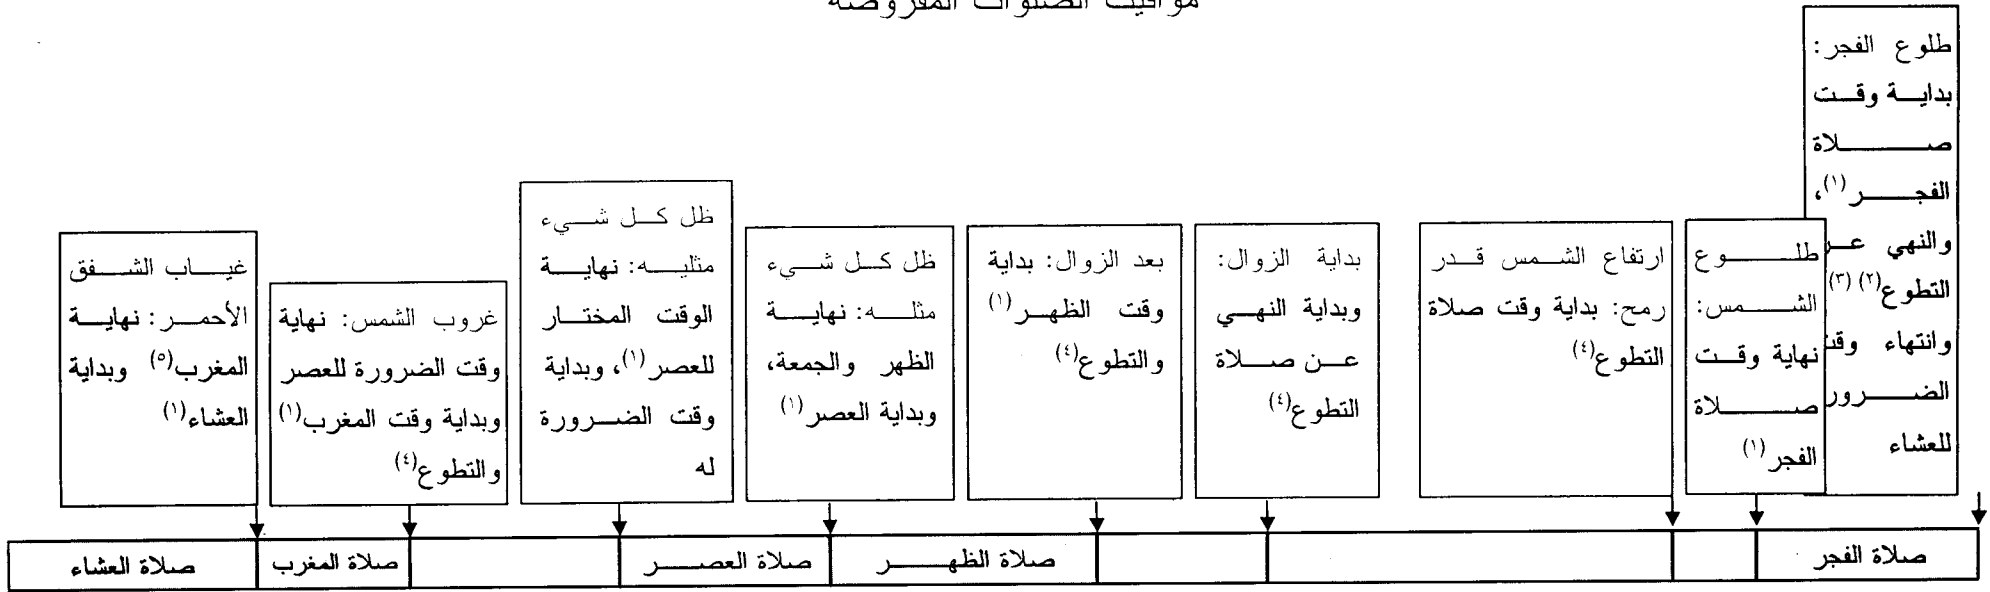 مواقيت الصلوات المفروضة
طلوع الفجر:
بداية وقت
صلاة
الفجر(١)،
والنهي عن
التطوع(٢)(٣)
وانتهاء وقت
الضرور
للعشاء
طلوع
الشمس:
نهاية وقت
صلاة
الفجر(١)
ارتفاع الشمس قدر
رمح: بداية وقت صلاة
التطوع(٤)
بداية الزوال:
وبداية النهي
عن صلاة
التطوع(٤)
بعد الزوال: بداية
وقت الظهر(١)
والتطوع(٤)
ظل كل شيء
مثله: نهاية
الظهر والجمعة،
وبداية العصر(١)
ظل كل شيء
مثليه: نهاية
الوقت المختار
للعصر(١)، وبداية
وقت الضرورة
له
غروب الشمس: نهاية
وقت الضرورة للعصر
وبداية وقت المغرب(١)
والتطوع(٤)
غياب الشفق
الأحمر: نهاية
المغرب(٥) وبداية
العشاء(١)
صلاة الفجر
صلاة الظهر
صلاة العصر
صلاة المغرب
صلاة العشاء